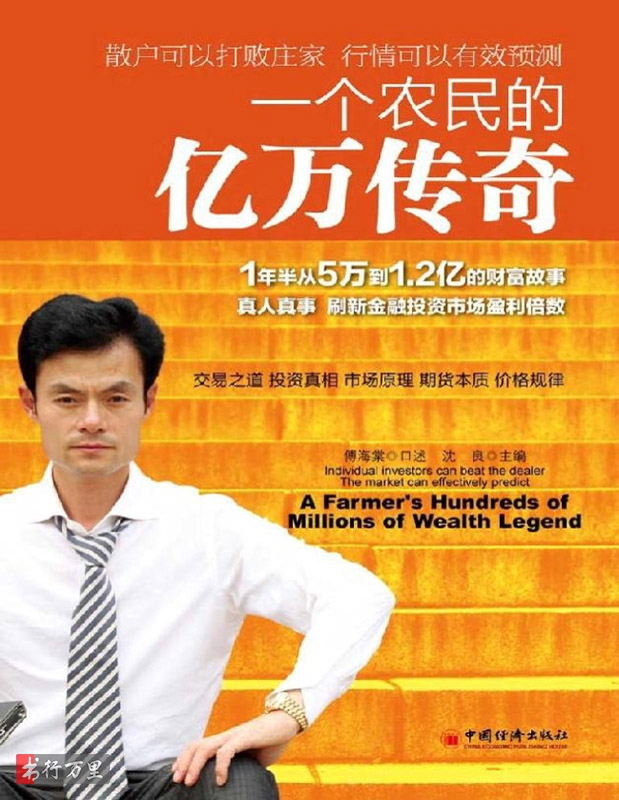 散户可以打败庄家 行情可以有效预测
一个农民的
亿万传奇
1年半从5万到1.2亿的财富故事
真人真事 刷新金融投资市场盈利倍数
交易之道 投资真相 市场原理 期货本质 价格规律
傅海棠◎口述 沈 良◎主编
Individual investors can beat the dealer
The market can effectively predict
A Farmer's Hundreds of
Millions of Wealth Legend
中国经济出版社
CHINA ECONOMIC PUBLISHING HOUSE
书行万里